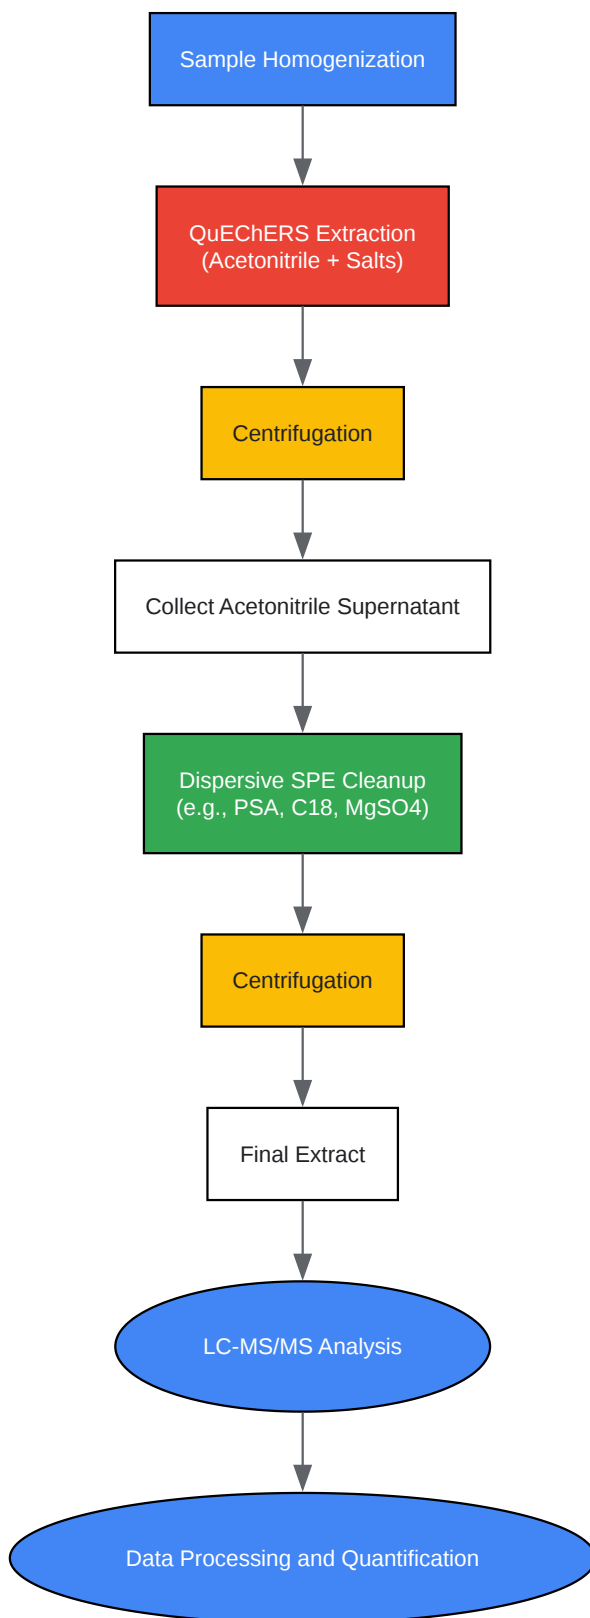 Sample Homogenization
QuEChERS Extraction
(Acetonitrile + Salts)
Centrifugation
Collect Acetonitrile Supernatant
Dispersive SPE Cleanup
(e.g., PSA, C18, MgSO4)
Centrifugation
Final Extract
LC-MS/MS Analysis
Data Processing and Quantification